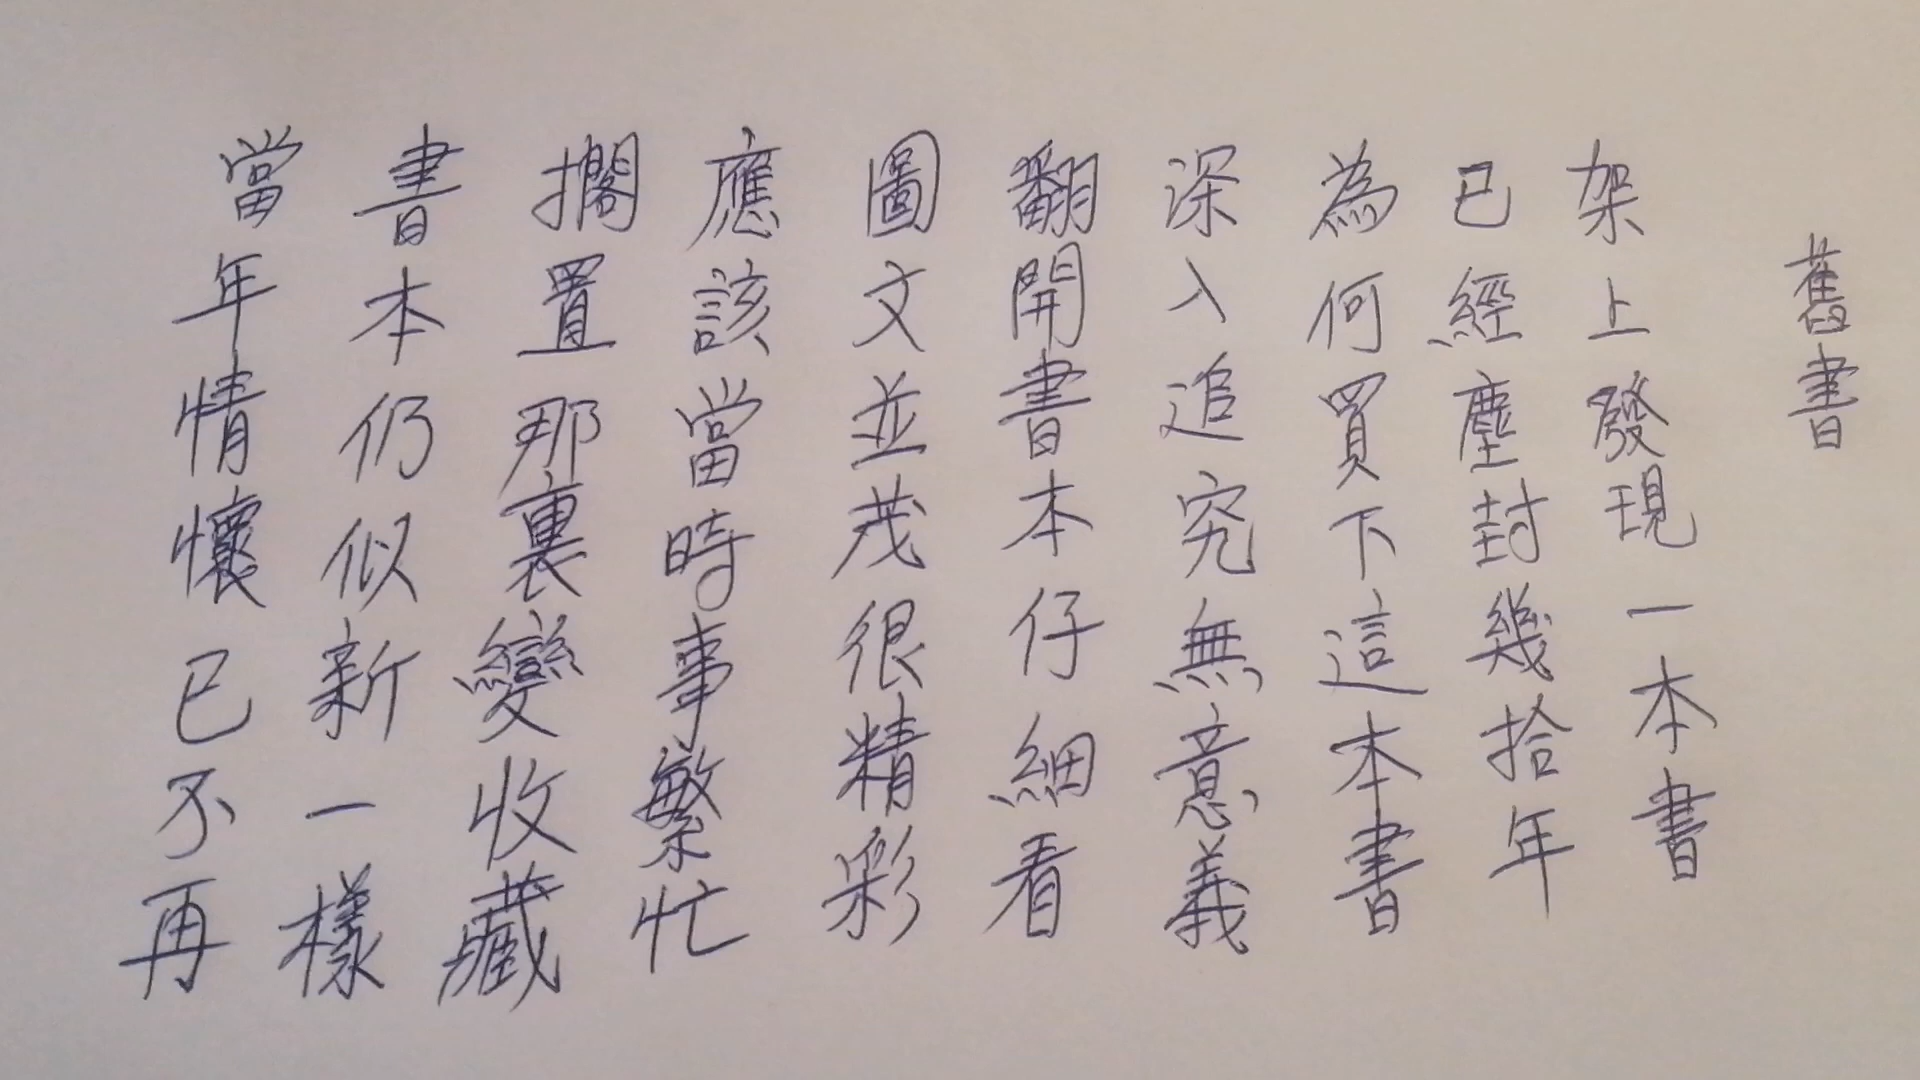 舊書
架上發現一本書
已經塵封幾拾年
為何買下這本書
深入追究無意義
翻開書本仔細看
圖文並茂很精彩
應該當時事繁忙
擱置那裏變收藏
書本仍似新一樣
當年情懷已不再